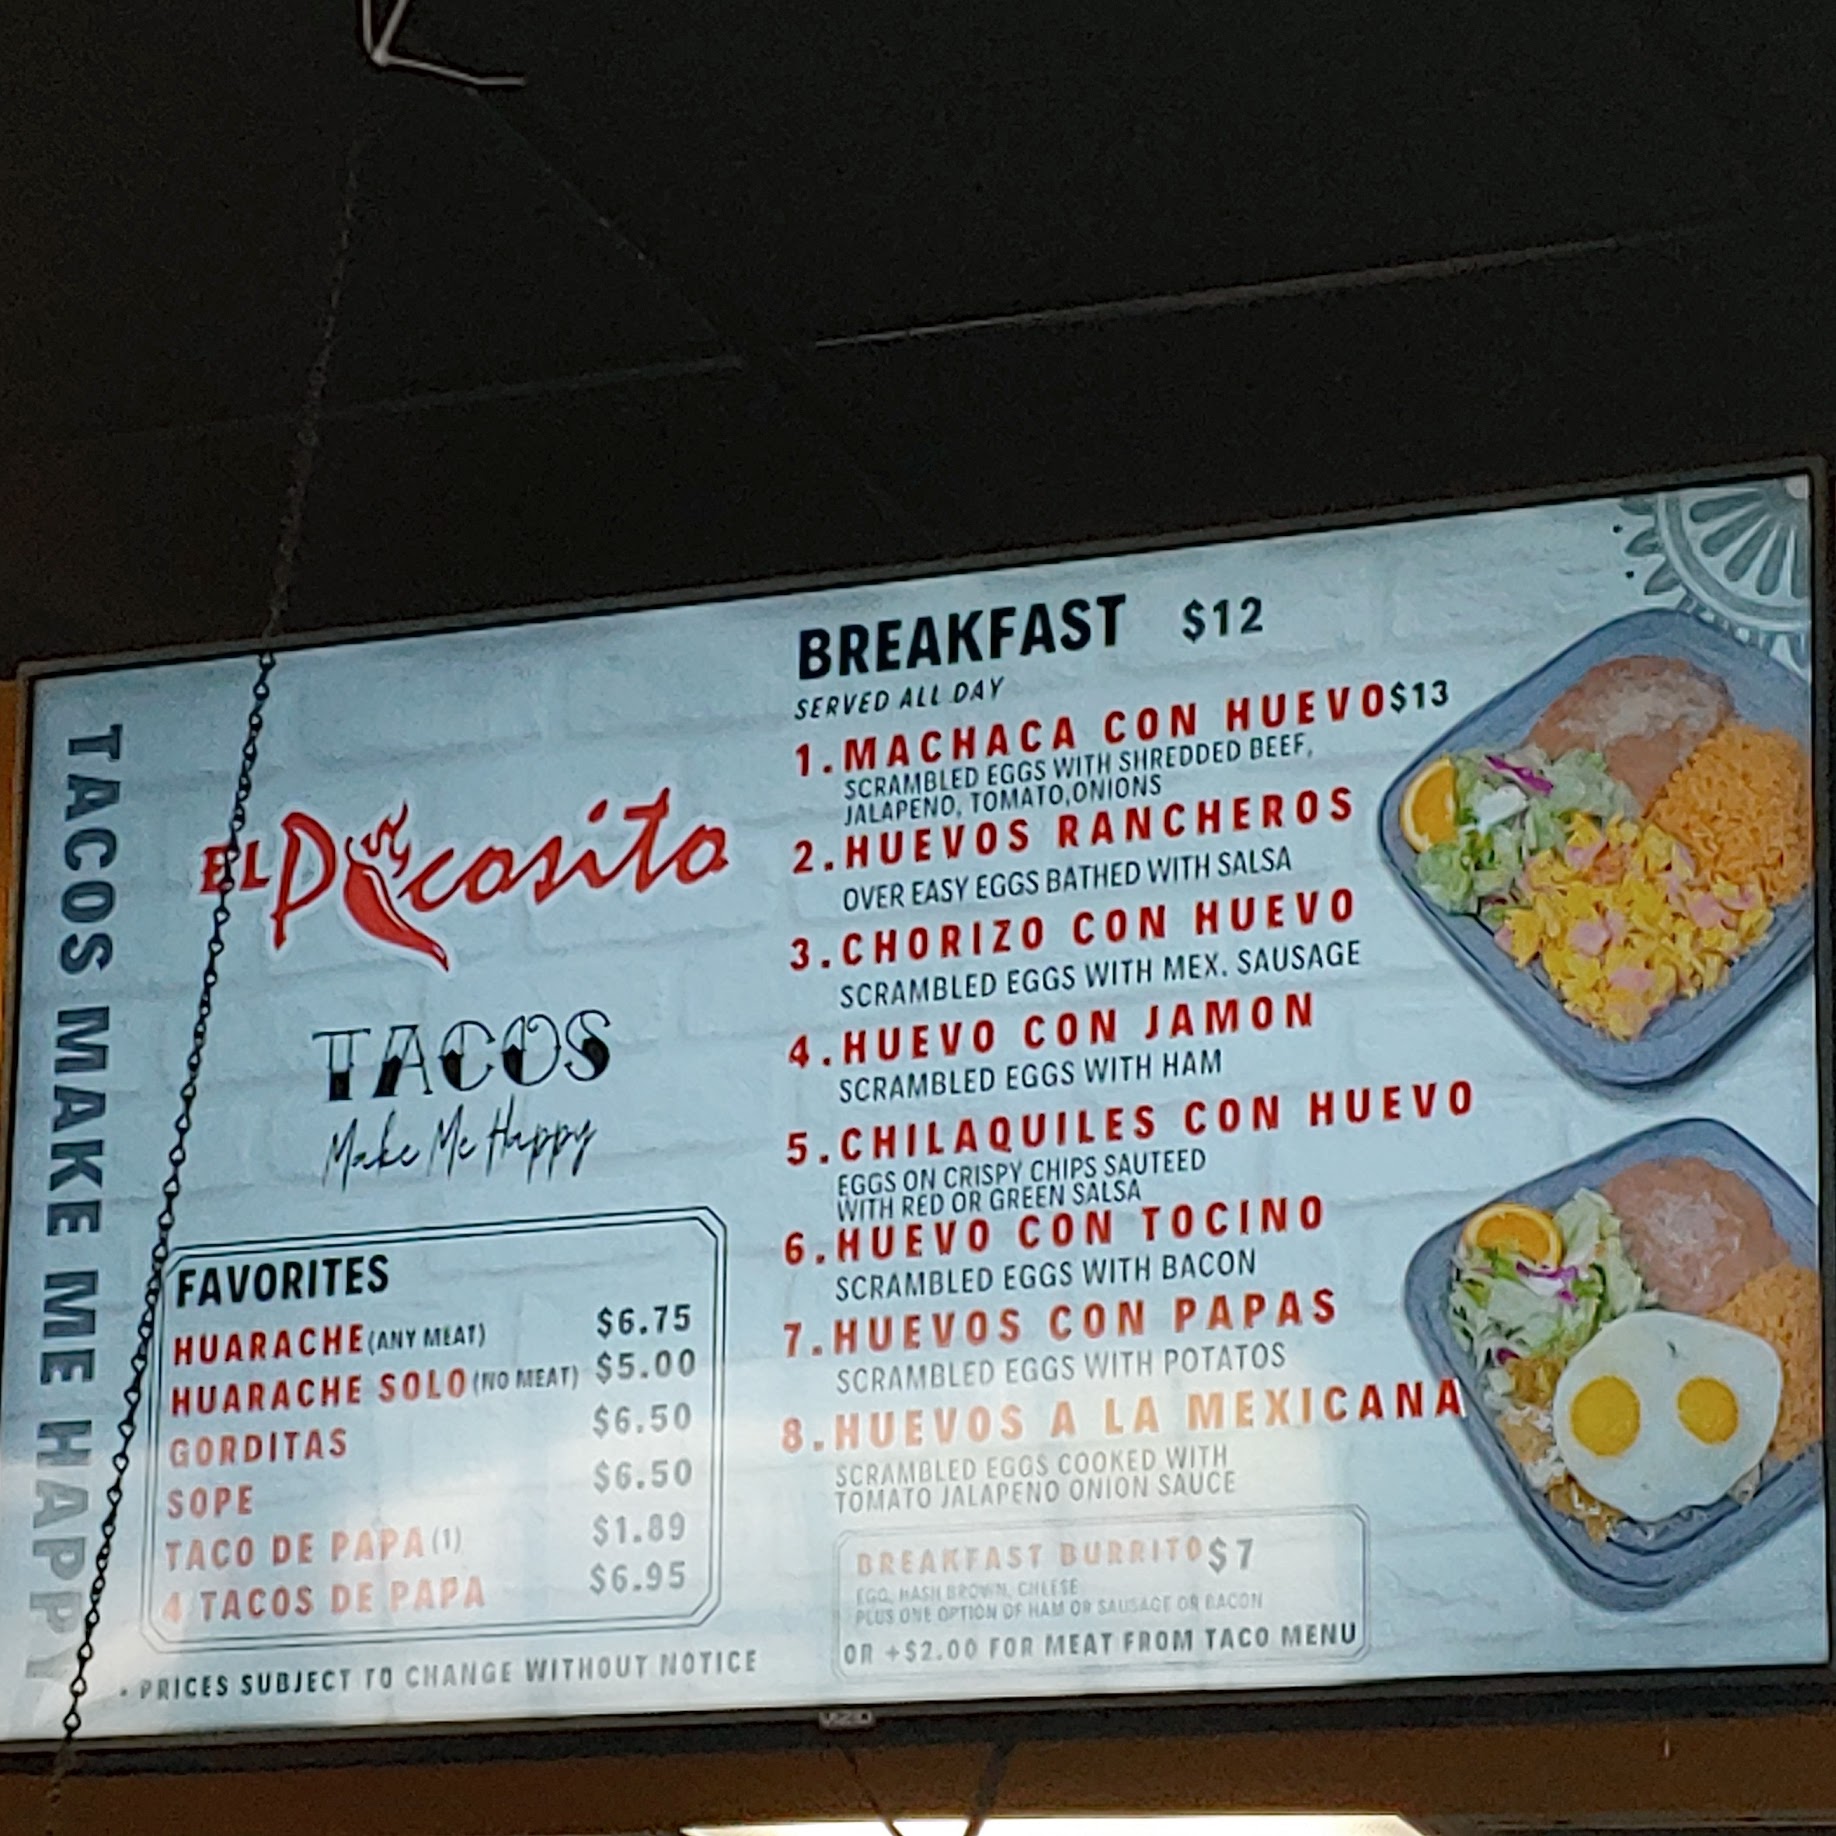 TACOS MAKE ME HAPPY
EL Picosito
TACOS
Make Me Happy
FAVORITES
HUARACHE (ANY MEAT) $6.75
HUARACHE SOLO (NO MEAT) $5.00
GORDITAS $6.50
SOPE $6.50
TACO DE PAPA (1) $1.89
4 TACOS DE PAPA $6.95
• PRICES SUBJECT TO CHANGE WITHOUT NOTICE
BREAKFAST $12
SERVED ALL DAY
1. MACHACA CON HUEVO $13
SCRAMBLED EGGS WITH SHREDDED BEEF,
JALAPENO, TOMATO,ONIONS
2. HUEVOS RANCHEROS
OVER EASY EGGS BATHED WITH SALSA
3. CHORIZO CON HUEVO
SCRAMBLED EGGS WITH MEX. SAUSAGE
4. HUEVO CON JAMON
SCRAMBLED EGGS WITH HAM
5. CHILAQUILES CON HUEVO
EGGS ON CRISPY CHIPS SAUTEED
WITH RED OR GREEN SALSA
6. HUEVO CON TOCINO
SCRAMBLED EGGS WITH BACON
7. HUEVOS CON PAPAS
SCRAMBLED EGGS WITH POTATOS
8. HUEVOS A LA MEXICANA
SCRAMBLED EGGS COOKED WITH
TOMATO JALAPENO ONION SAUCE
BREAKFAST BURRITO $7
EGG, HASH BROWN, CHEESE
PLUS ONE OPTION OF HAM OR SAUSAGE OR BACON
OR +$2.00 FOR MEAT FROM TACO MENU
VIZIO